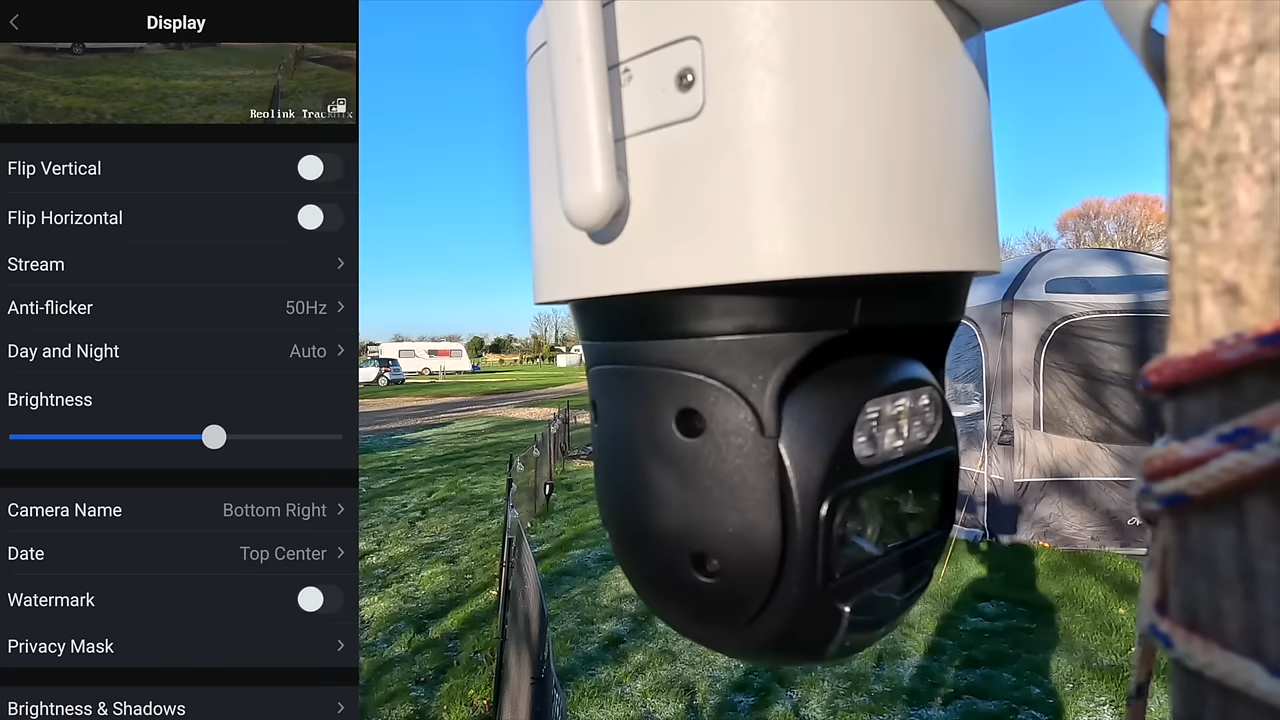 Display
Reolink Trackmix
Flip Vertical
Flip Horizontal
Stream
Anti-flicker 50Hz
Day and Night Auto
Brightness
Camera Name Bottom Right
Date Top Center
Watermark
Privacy Mask
Brightness & Shadows